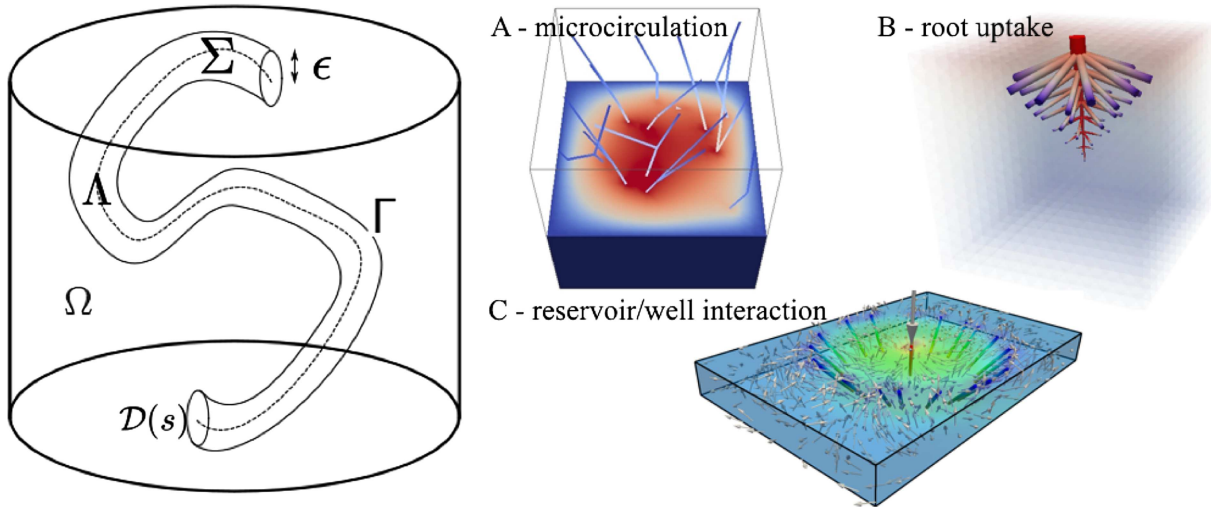 Σ
ϵ
Λ
Γ
Ω
𝒟(s)
A - microcirculation
B - root uptake
C - reservoir/well interaction